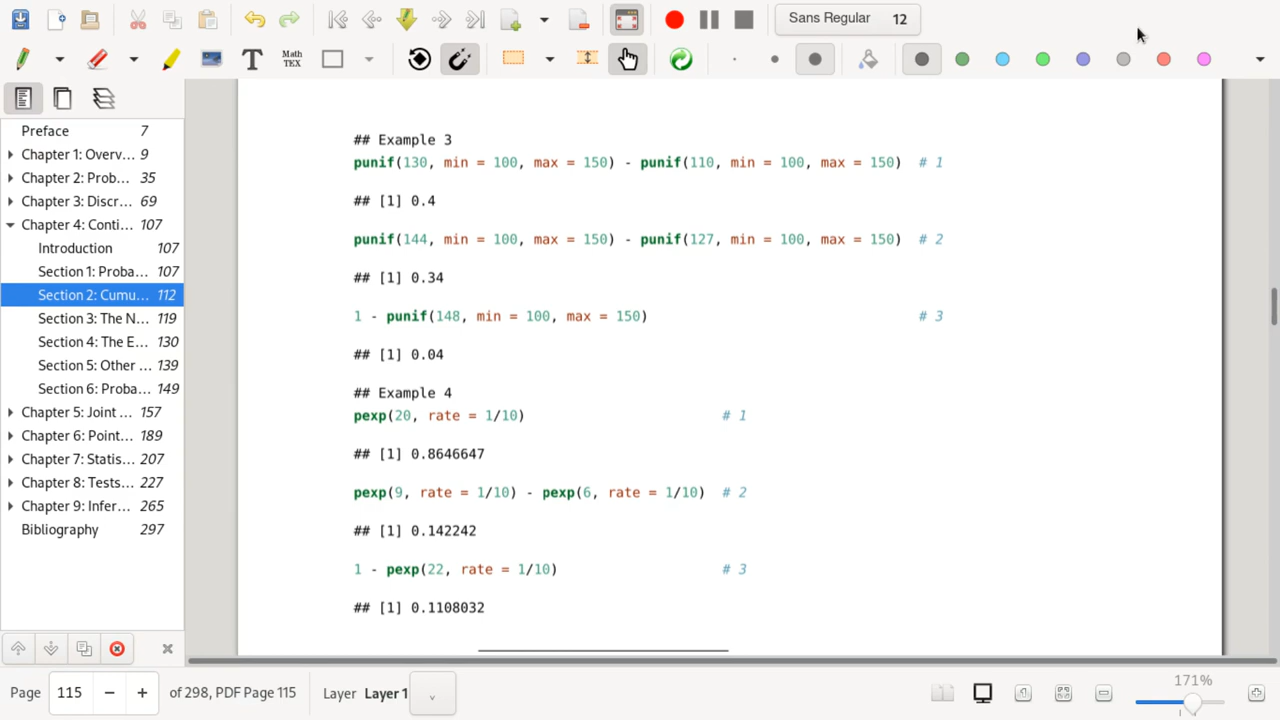 Sans Regular 12
Math
TEX
Preface 7
Chapter 1: Overv... 9
Chapter 2: Prob... 35
Chapter 3: Discr... 69
Chapter 4: Conti... 107
Introduction 107
Section 1: Proba... 107
Section 2: Cumu... 112
Section 3: The N... 119
Section 4: The E... 130
Section 5: Other ... 139
Section 6: Proba... 149
Chapter 5: Joint ... 157
Chapter 6: Point... 189
Chapter 7: Statis... 207
Chapter 8: Tests... 227
Chapter 9: Infer... 265
Bibliography 297
## Example 3
punif(130, min = 100, max = 150) - punif(110, min = 100, max = 150) # 1
## [1] 0.4
punif(144, min = 100, max = 150) - punif(127, min = 100, max = 150) # 2
## [1] 0.34
1 - punif(148, min = 100, max = 150) # 3
## [1] 0.04
## Example 4
pexp(20, rate = 1/10) # 1
## [1] 0.8646647
pexp(9, rate = 1/10) - pexp(6, rate = 1/10) # 2
## [1] 0.142242
1 - pexp(22, rate = 1/10) # 3
## [1] 0.1108032
Page 115 − + of 298, PDF Page 115 Layer Layer 1 171%